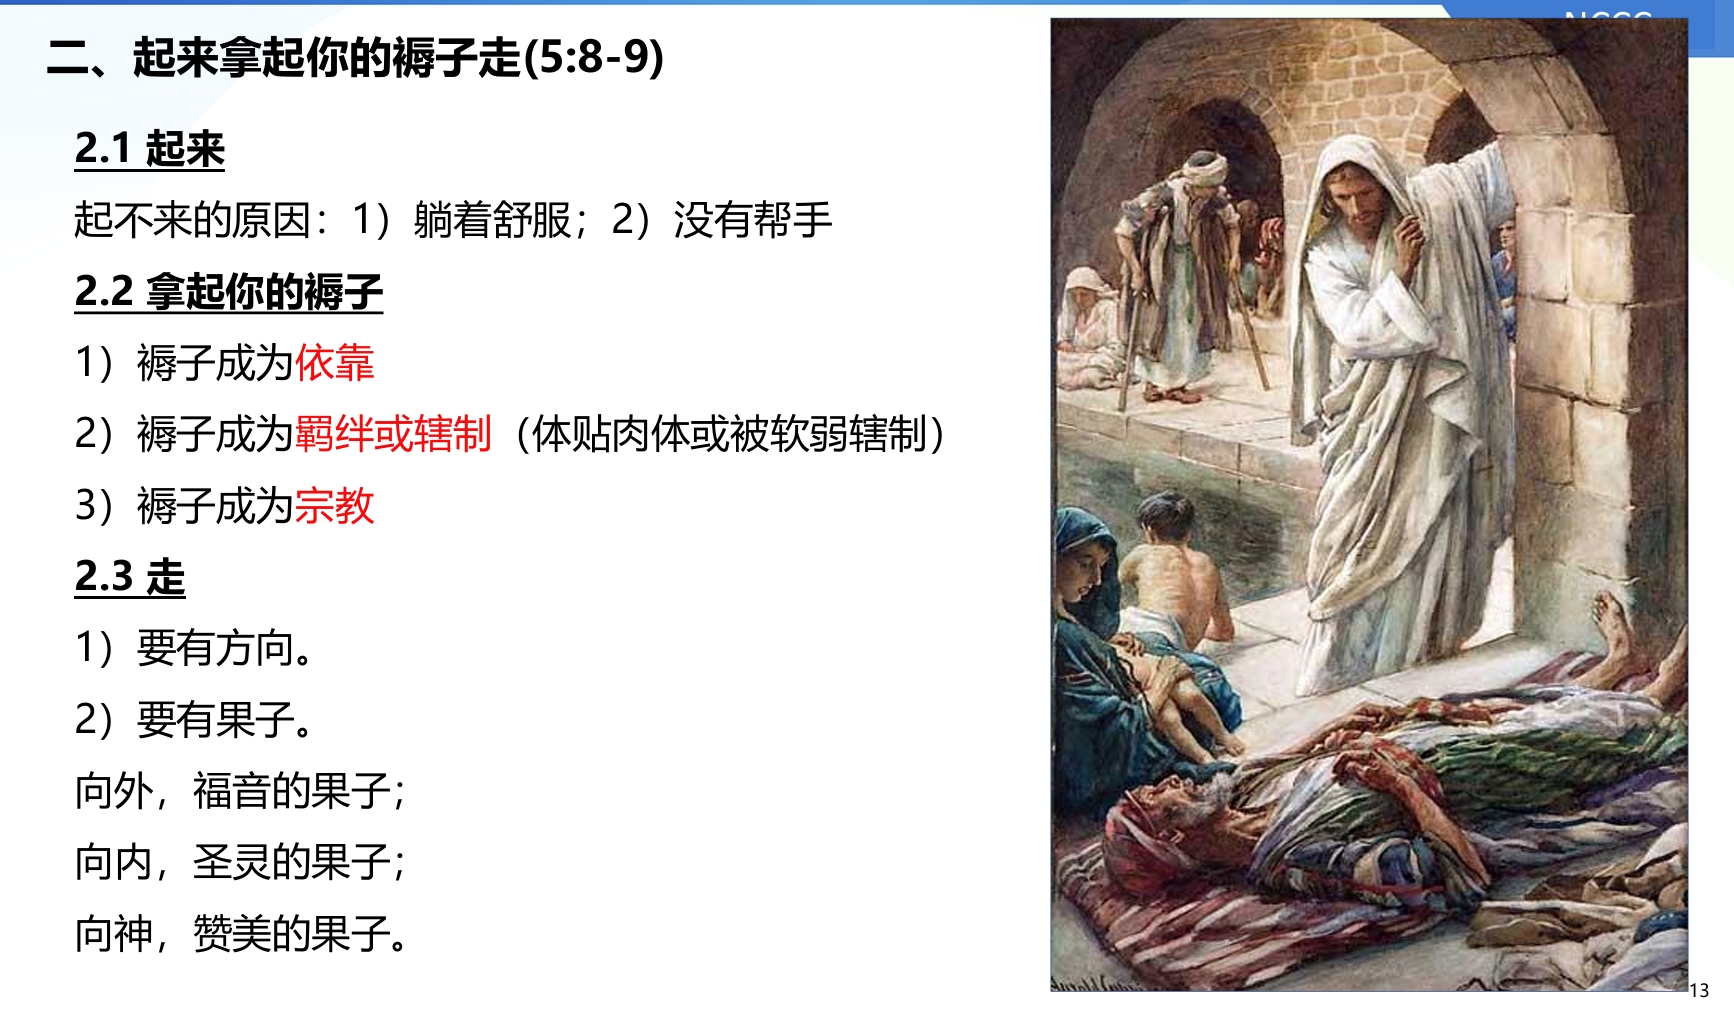 二、起来拿起你的褥子走(5:8-9)
2.1 起来
起不来的原因：1）躺着舒服；2）没有帮手
2.2 拿起你的褥子
1）褥子成为依靠
2）褥子成为羁绊或辖制（体贴肉体或被软弱辖制）
3）褥子成为宗教
2.3 走
1）要有方向。
2）要有果子。
向外，福音的果子；
向内，圣灵的果子；
向神，赞美的果子。
13